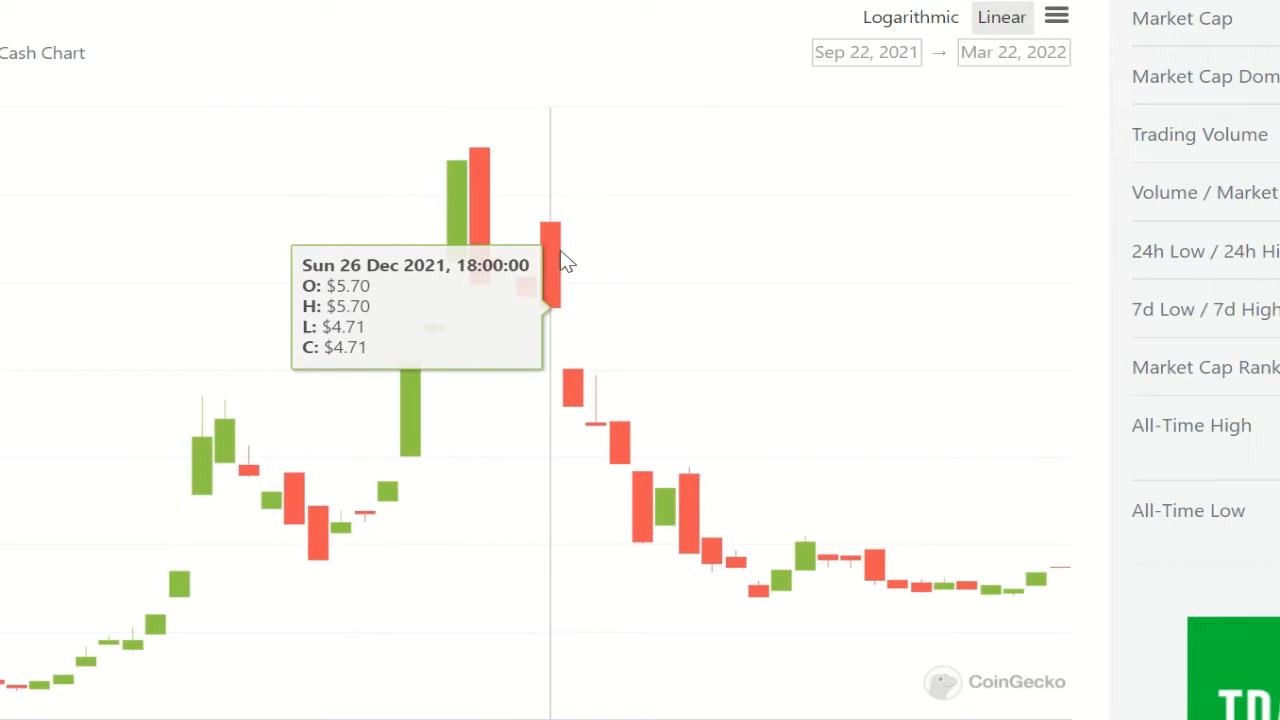 Logarithmic Linear
Cash Chart
Sep 22, 2021 → Mar 22, 2022
Sun 26 Dec 2021, 18:00:00
O: $5.70
H: $5.70
L: $4.71
C: $4.71
CoinGecko
Market Cap
Market Cap Dom
Trading Volume
Volume / Market
24h Low / 24h Hi
7d Low / 7d High
Market Cap Rank
All-Time High
All-Time Low